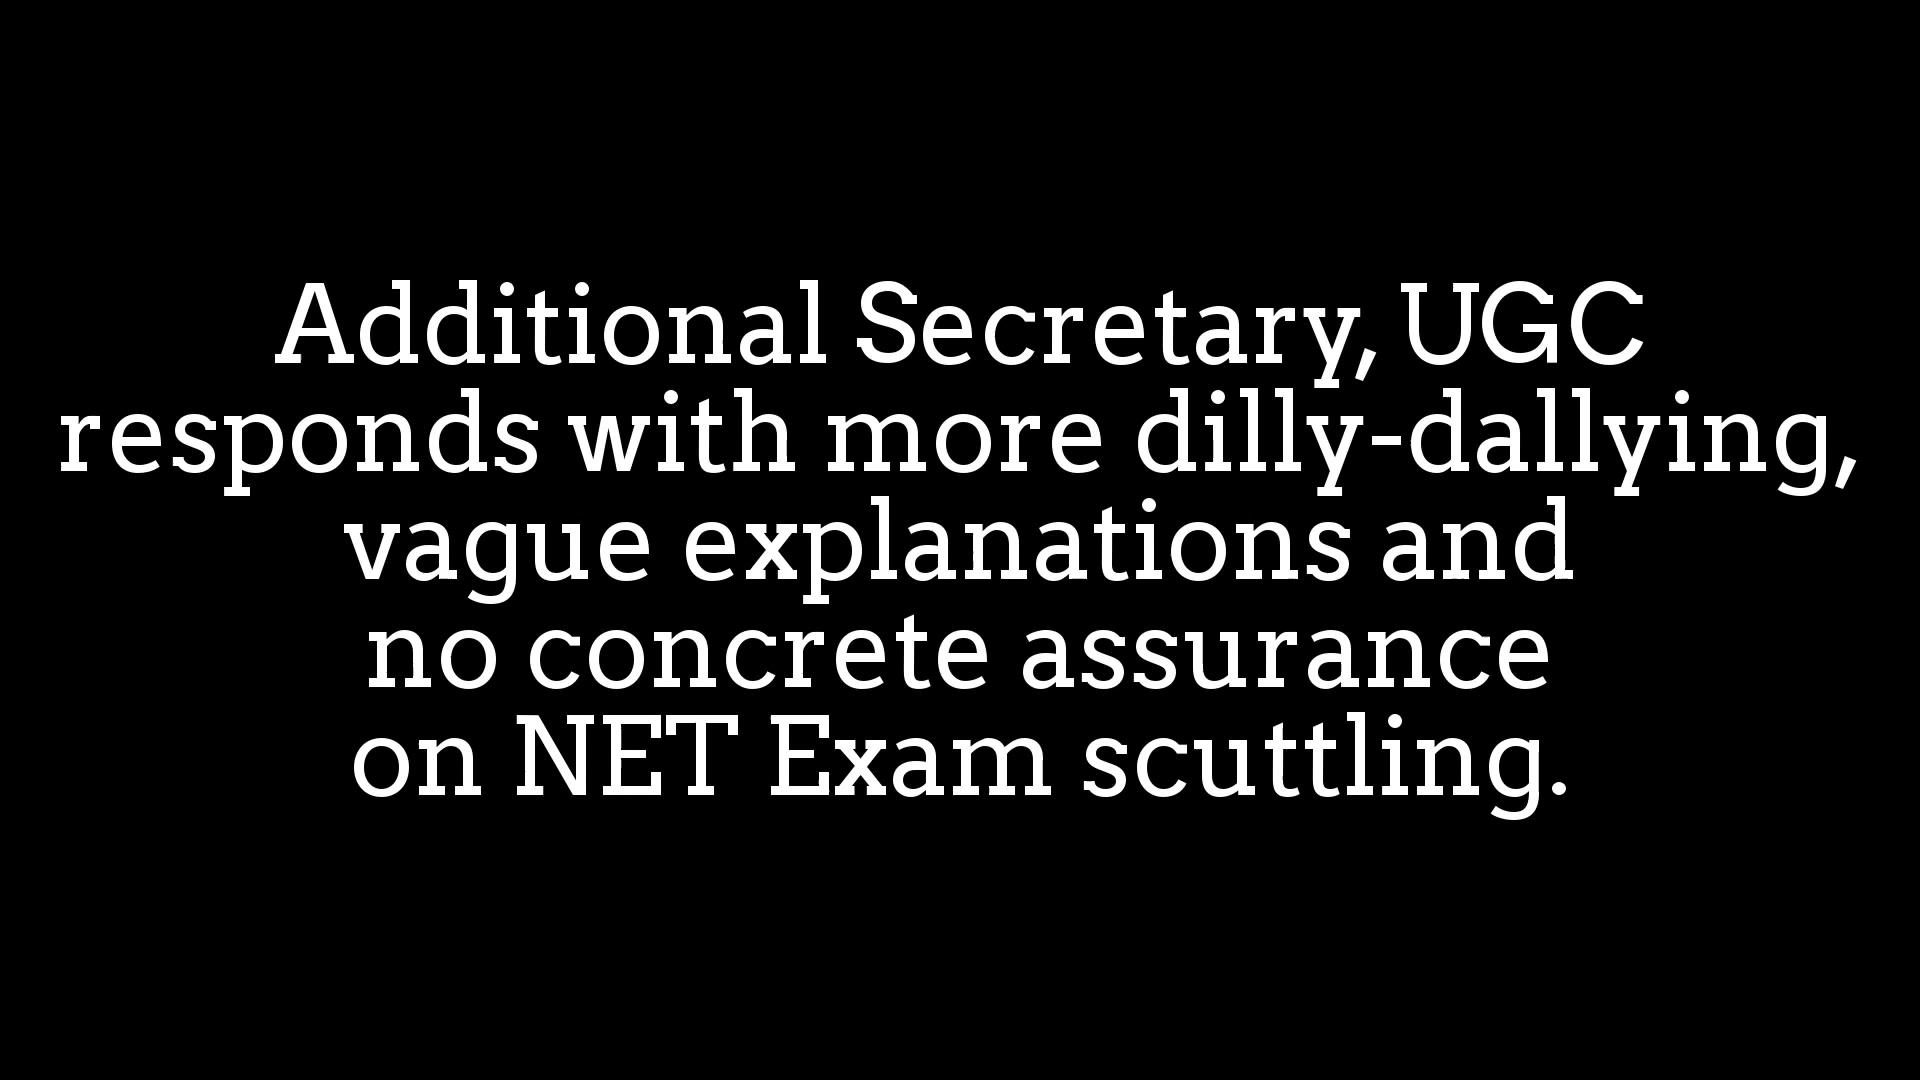 Additional Secretary, UGC
responds with more dilly-dallying,
vague explanations and
no concrete assurance
on NET Exam scuttling.